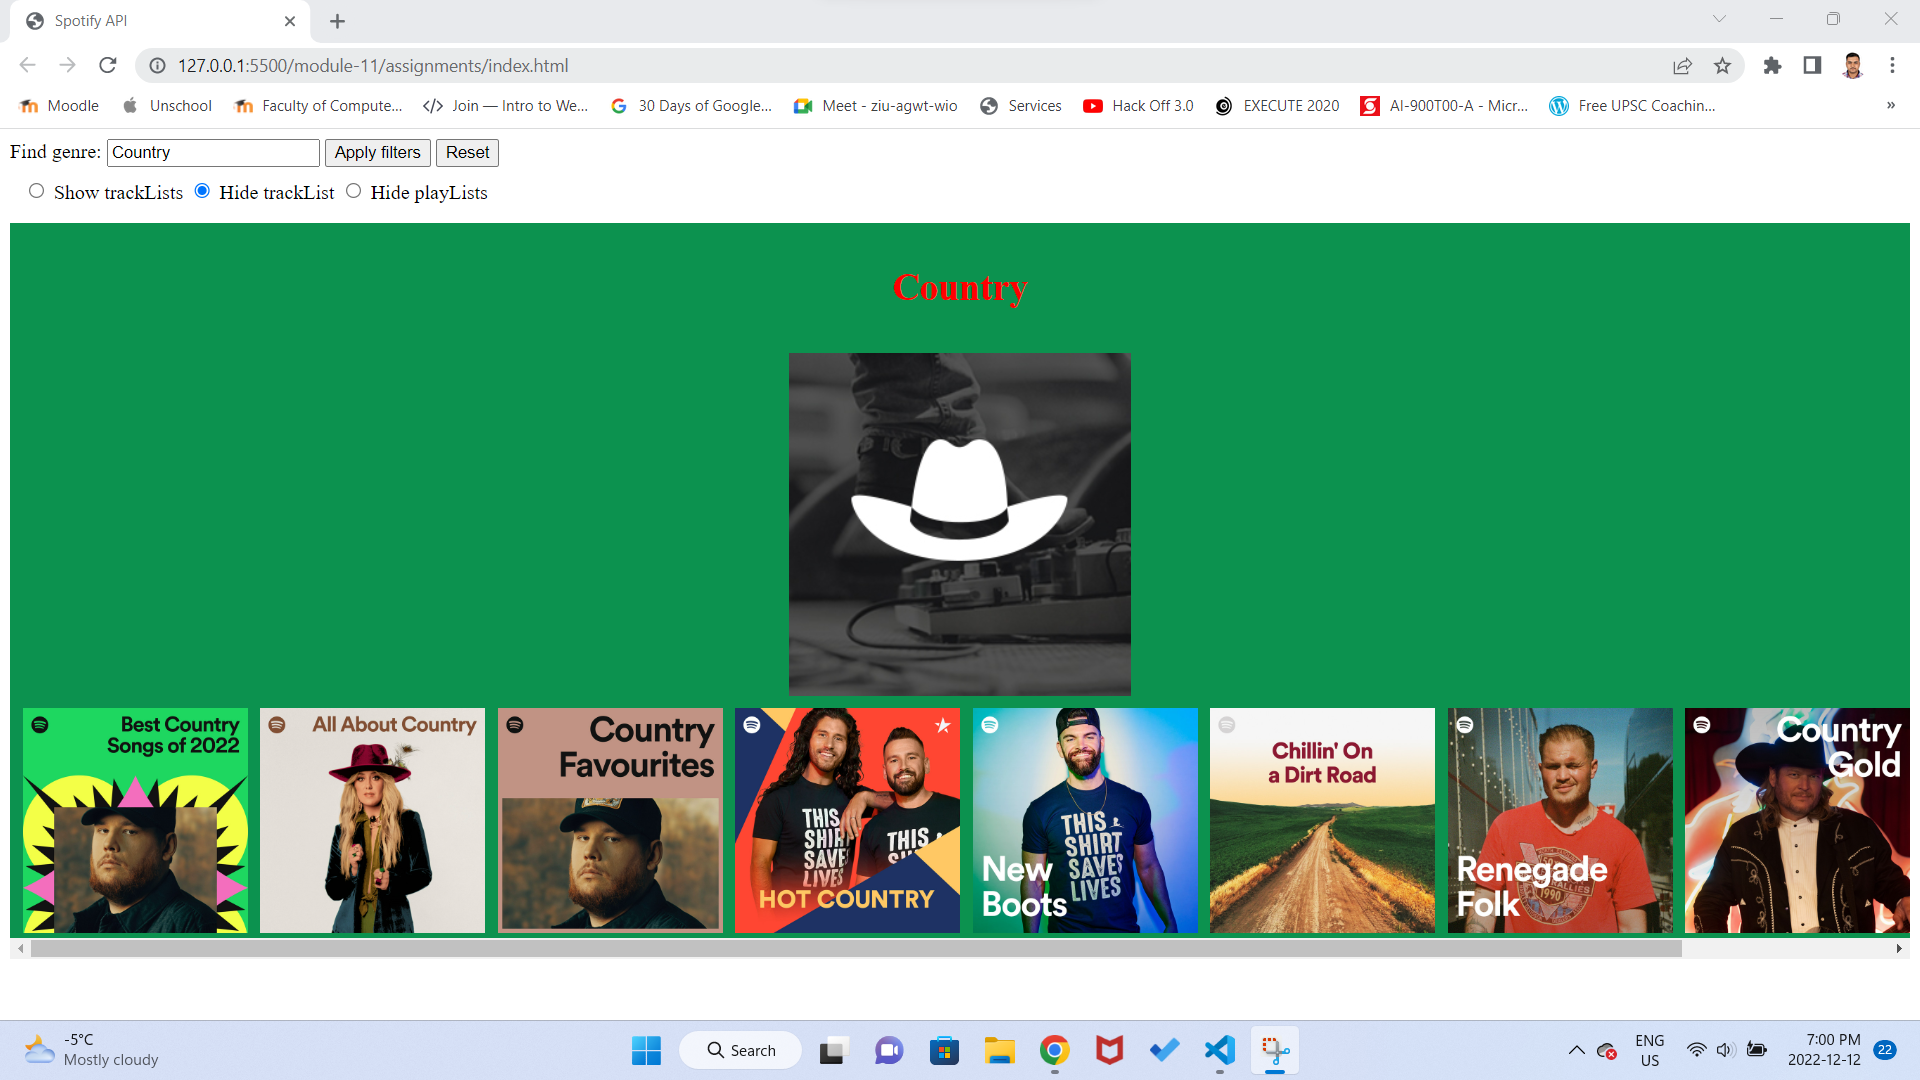 Spotify API
127.0.0.1:5500/module-11/assignments/index.html
Moodle
Unschool
Faculty of Compute...
Join — Intro to We...
30 Days of Google...
Meet - ziu-agwt-wio
Services
Hack Off 3.0
EXECUTE 2020
AI-900T00-A - Micr...
Free UPSC Coachin...
»
Find genre: Country Apply filters Reset
Show trackLists Hide trackList Hide playLists
Country
Best Country
Songs of 2022
All About Country
Country
Favourites
THIS
SHIRT
SAVES
LIVES
THIS
HOT COUNTRY
THIS
SHIRT
SAVES
LIVES
New
Boots
Chillin' On
a Dirt Road
1990
Renegade
Folk
Country
Gold
-5°C
Mostly cloudy
Search
ENG
US
7:00 PM
2022-12-12
22